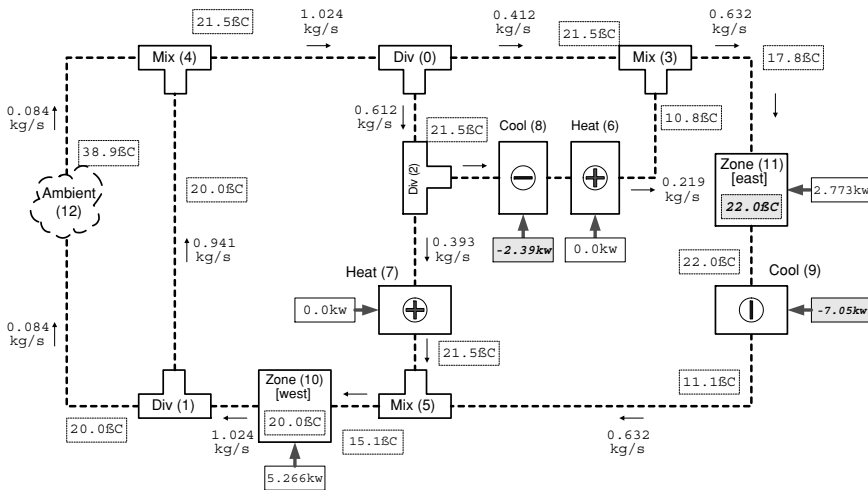 21.5ßC
1.024
kg/s
0.412
kg/s
21.5ßC
0.632
kg/s
Mix (4)
Div (0)
Mix (3)
17.8ßC
0.084
kg/s
0.612
kg/s
21.5ßC
10.8ßC
Cool (8)
Heat (6)
38.9ßC
Div (2)
Zone (11)
[east]
Ambient
(12)
20.0ßC
0.219
kg/s
22.0ßC
2.773kw
0.941
kg/s
0.393
kg/s
-2.39kw
0.0kw
22.0ßC
Heat (7)
Cool (9)
0.0kw
-7.05kw
0.084
kg/s
21.5ßC
Zone (10)
[west]
11.1ßC
Div (1)
20.0ßC
Mix (5)
20.0ßC
1.024
kg/s
15.1ßC
0.632
kg/s
5.266kw